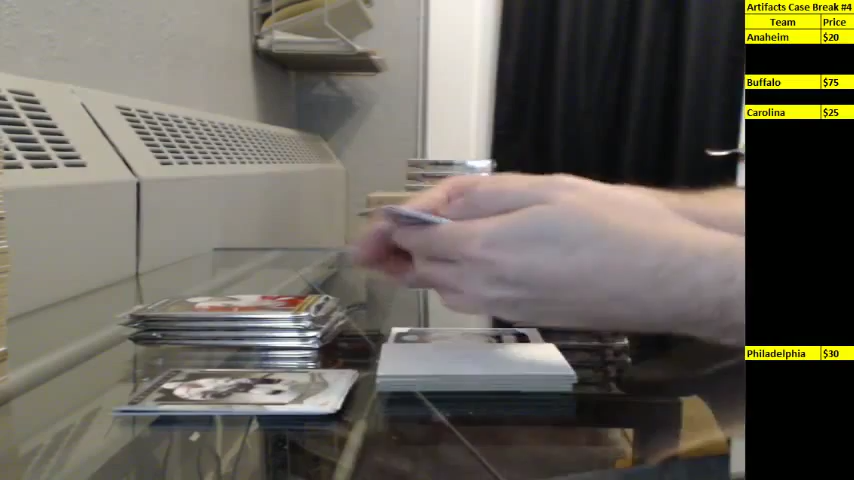 Artifacts Case Break #4
Team Price
Anaheim $20
Buffalo $75
Carolina $25
Philadelphia $30